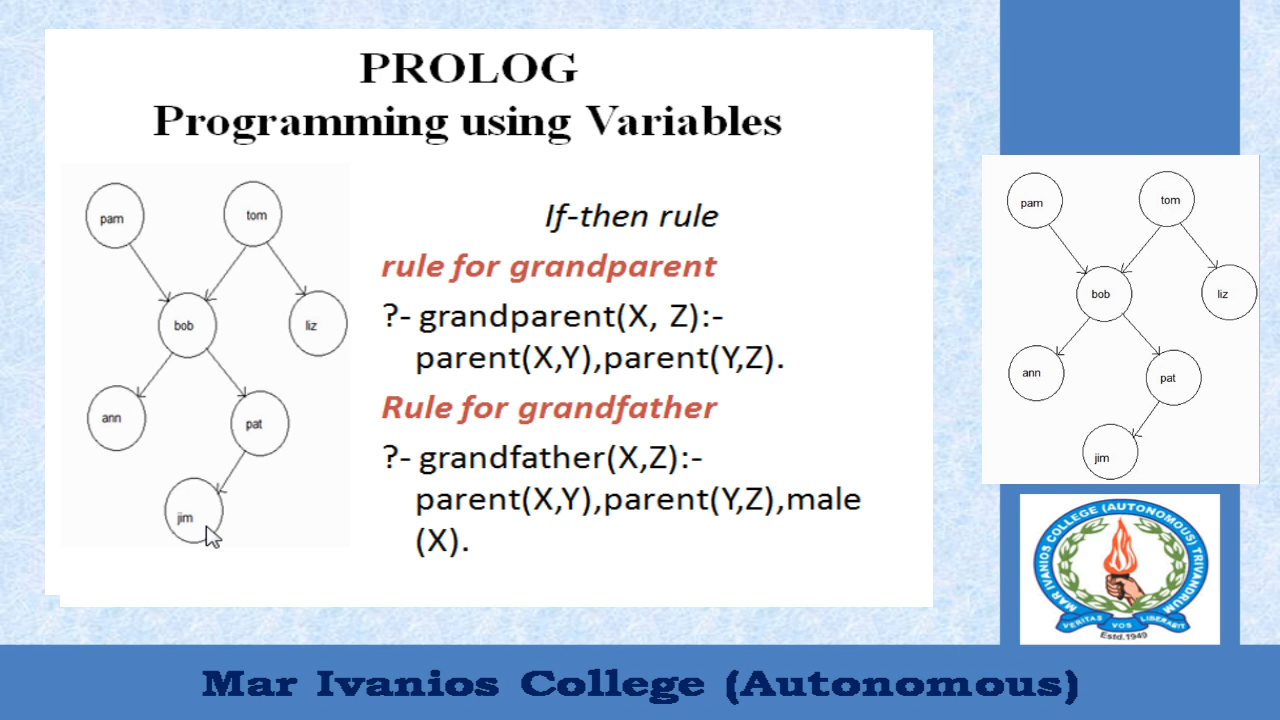 PROLOG
Programming using Variables
pam
tom
bob
liz
ann
pat
jim
If-then rule
rule for grandparent
?- grandparent(X, Z):-
parent(X,Y),parent(Y,Z).
Rule for grandfather
?- grandfather(X,Z):-
parent(X,Y),parent(Y,Z),male
(X).
pam
tom
bob
liz
ann
pat
jim
MAR IVANIOS COLLEGE (AUTONOMOUS) TRIVANDRUM
VERITAS VOS LIBERABIT
Estd.1949
Mar Ivanios College (Autonomous)